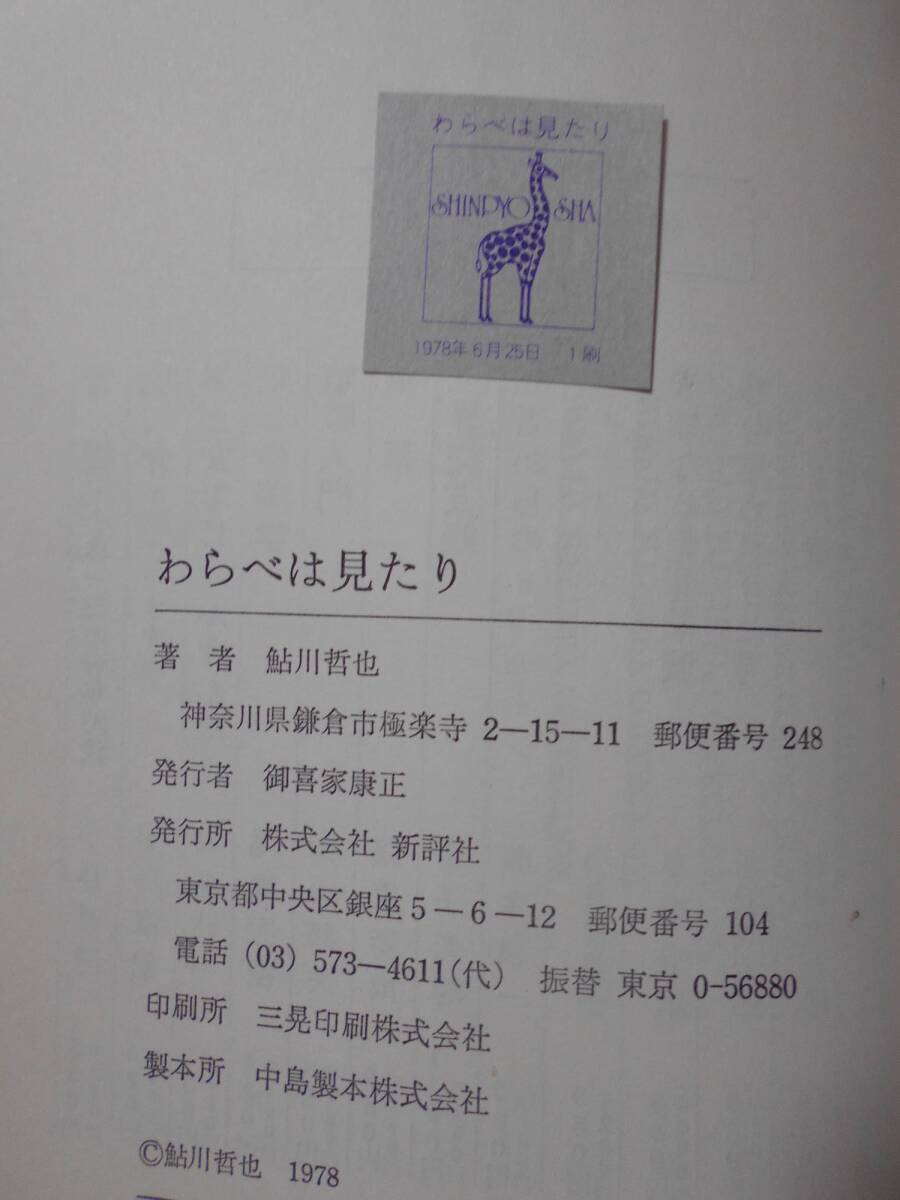 わらべは見たり
SHINPYO SHA
1978年6月25日 1刷
わらべは見たり
著者 鮎川哲也
神奈川県鎌倉市極楽寺 2—15—11 郵便番号 248
発行者 御喜家康正
発行所 株式会社 新評社
東京都中央区銀座5—6—12 郵便番号 104
電話 (03) 573—4611(代) 振替 東京 0-56880
印刷所 三晃印刷株式会社
製本所 中島製本株式会社
©鮎川哲也 1978